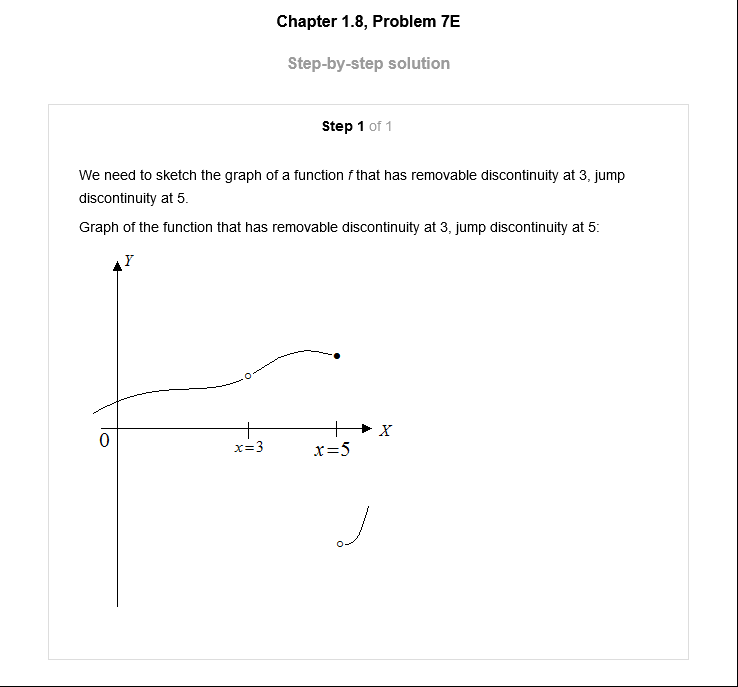 Chapter 1.8, Problem 7E
Step-by-step solution
Step 1 of 1
We need to sketch the graph of a function f that has removable discontinuity at 3, jump
discontinuity at 5.
Graph of the function that has removable discontinuity at 3, jump discontinuity at 5:
Y
X
0
x=3
x=5